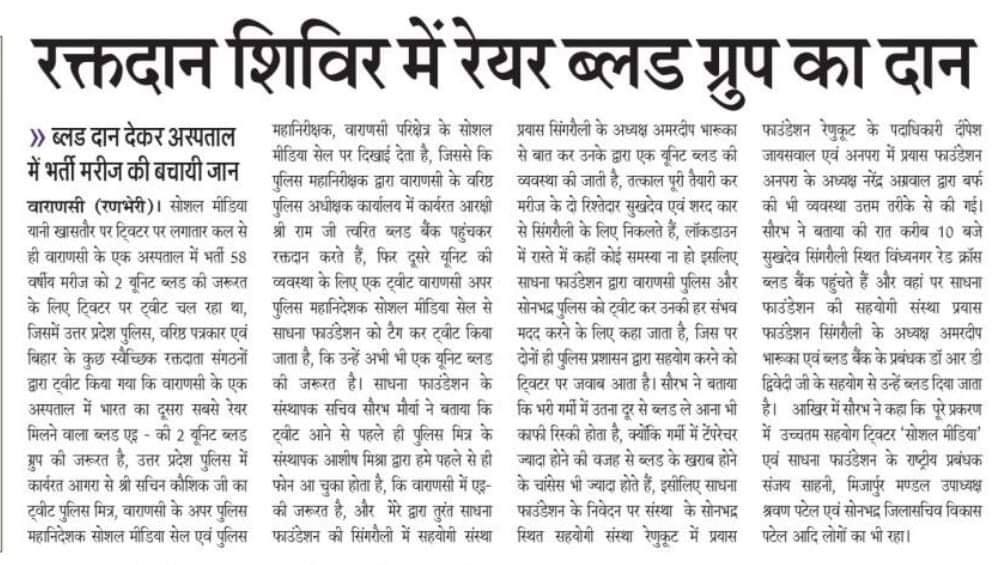 रक्तदान शिविर में रेयर ब्लड ग्रुप का दान
» ब्लड दान देकर अस्पताल
में भर्ती मरीज की बचायी जान
वाराणसी (रणभेरी)। सोशल मीडिया
यानी खासतौर पर ट्विटर पर लगातार कल से
ही वाराणसी के एक अस्पताल में भर्ती 58
वर्षीय मरीज को 2 यूनिट ब्लड की जरूरत
के लिए ट्विटर पर ट्वीट चल रहा था,
जिसमें उत्तर प्रदेश पुलिस, वरिष्ठ पत्रकार एवं
बिहार के कुछ स्वैच्छिक रक्तदाता संगठनों
द्वारा ट्वीट किया गया कि वाराणसी के एक
अस्पताल में भारत का दूसरा सबसे रेयर
मिलने वाला ब्लड एइ - की 2 यूनिट ब्लड
ग्रुप की जरूरत है, उत्तर प्रदेश पुलिस में
कार्यरत आगरा से श्री सचिन कौशिक जी का
ट्वीट पुलिस मित्र, वाराणसी के अपर पुलिस
महानिदेशक सोशल मीडिया सेल एवं पुलिस
महानिरीक्षक, वाराणसी परिक्षेत्र के सोशल
मीडिया सेल पर दिखाई देता है, जिससे कि
पुलिस महानिरीक्षक द्वारा वाराणसी के वरिष्ठ
पुलिस अधीक्षक कार्यालय में कार्यरत आरक्षी
श्री राम जी त्वरित ब्लड बैंक पहुंचकर
रक्तदान करते हैं, फिर दूसरे यूनिट की
व्यवस्था के लिए एक ट्वीट वाराणसी अपर
पुलिस महानिदेशक सोशल मीडिया सेल से
साधना फाउंडेशन को टैग कर ट्वीट किया
जाता है, कि उन्हें अभी भी एक यूनिट ब्लड
की जरूरत है। साधना फाउंडेशन के
संस्थापक सचिव सौरभ मौर्या ने बताया कि
ट्वीट आने से पहले ही पुलिस मित्र के
संस्थापक आशीष मिश्रा द्वारा हमे पहले से ही
फोन आ चुका होता है, कि वाराणसी में एइ-
की जरूरत है, और मेरे द्वारा तुरंत साधना
फाउंडेशन की सिंगरौली में सहयोगी संस्था
प्रयास सिंगरौली के अध्यक्ष अमरदीप भारूका
से बात कर उनके द्वारा एक यूनिट ब्लड की
व्यवस्था की जाती है, तत्काल पूरी तैयारी कर
मरीज के दो रिश्तेदार सुखदेव एवं शरद कार
से सिंगरौली के लिए निकलते हैं, लॉकडाउन
में रास्ते में कहीं कोई समस्या ना हो इसलिए
साधना फाउंडेशन द्वारा वाराणसी पुलिस और
सोनभद्र पुलिस को ट्वीट कर उनकी हर संभव
मदद करने के लिए कहा जाता है, जिस पर
दोनों ही पुलिस प्रशासन द्वारा सहयोग करने को
ट्विटर पर जवाब आता है। सौरभ ने बताया
कि भरी गर्मी में उतना दूर से ब्लड ले आना भी
काफी रिस्की होता है, क्योंकि गर्मी में टेंपरेचर
ज्यादा होने की वजह से ब्लड के खराब होने
के चांसेस भी ज्यादा होते हैं, इसीलिए साधना
फाउंडेशन के निवेदन पर संस्था के सोनभद्र
स्थित सहयोगी संस्था रेणुकूट में प्रयास
फाउंडेशन रेणुकूट के पदाधिकारी दीपेश
जायसवाल एवं अनपरा में प्रयास फाउंडेशन
अनपरा के अध्यक्ष नरेंद्र अग्रवाल द्वारा बर्फ
की भी व्यवस्था उत्तम तरीके से की गई।
सौरभ ने बताया की रात करीब 10 बजे
सुखदेव सिंगरौली स्थित विंध्यनगर रेड क्रॉस
ब्लड बैंक पहुंचते हैं और वहां पर साधना
फाउंडेशन की सहयोगी संस्था प्रयास
फाउंडेशन सिंगरौली के अध्यक्ष अमरदीप
भारूका एवं ब्लड बैंक के प्रबंधक डॉ आर डी
द्विवेदी जी के सहयोग से उन्हें ब्लड दिया जाता
है। आखिर में सौरभ ने कहा कि पूरे प्रकरण
में उच्चतम सहयोग ट्विटर 'सोशल मीडिया'
एवं साधना फाउंडेशन के राष्ट्रीय प्रबंधक
संजय साहनी, मिजार्पुर मण्डल उपाध्यक्ष
श्रवण पटेल एवं सोनभद्र जिलासचिव विकास
पटेल आदि लोगों का भी रहा।